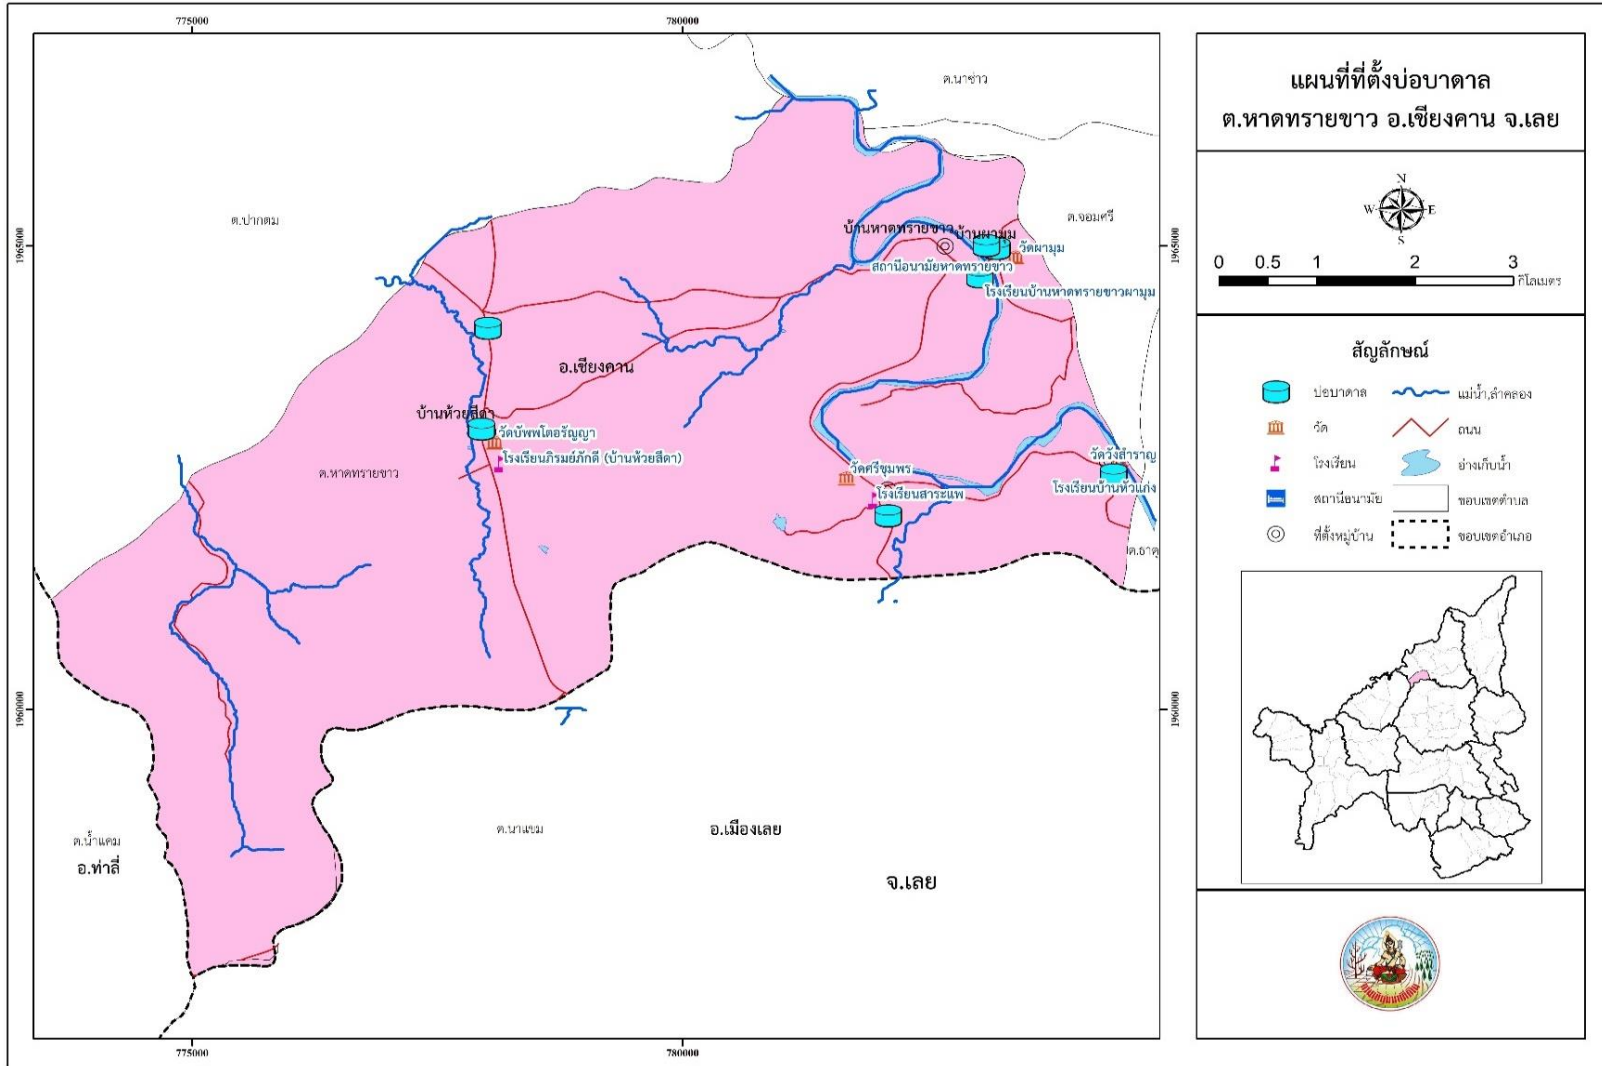 775000
780000
ต.นาซ่าว
ต.ปากตม
ต.จอมศรี
บ้านหาดทรายขาว
บ้านผามุม
วัดผามุม
1965000
1965000
สถานีอนามัยหาดทรายขาว
โรงเรียนบ้านหาดทรายขาวผามุม
อ.เชียงคาน
บ้านห้วยสีดา
วัดบัพพโตอรัญญา
โรงเรียนภิรมย์ภักดี (บ้านห้วยสีดา)
ต.หาดทรายขาว
วัดศรีชุมพร
โรงเรียนสาระแพ
วัดวังสำราญ
โรงเรียนบ้านหัวแก่ง
ต.ธาตุ
1960000
1960000
ต.น้ำแคม
อ.ท่าลี่
ต.นาแขม
อ.เมืองเลย
จ.เลย
775000
780000
แผนที่ที่ตั้งบ่อบาดาล
ต.หาดทรายขาว อ.เชียงคาน จ.เลย
N
W E
S
0 0.5 1 2 3
กิโลเมตร
สัญลักษณ์
บ่อบาดาล แม่น้ำ,ลำคลอง
วัด ถนน
โรงเรียน อ่างเก็บน้ำ
สถานีอนามัย ขอบเขตตำบล
ที่ตั้งหมู่บ้าน ขอบเขตอำเภอ